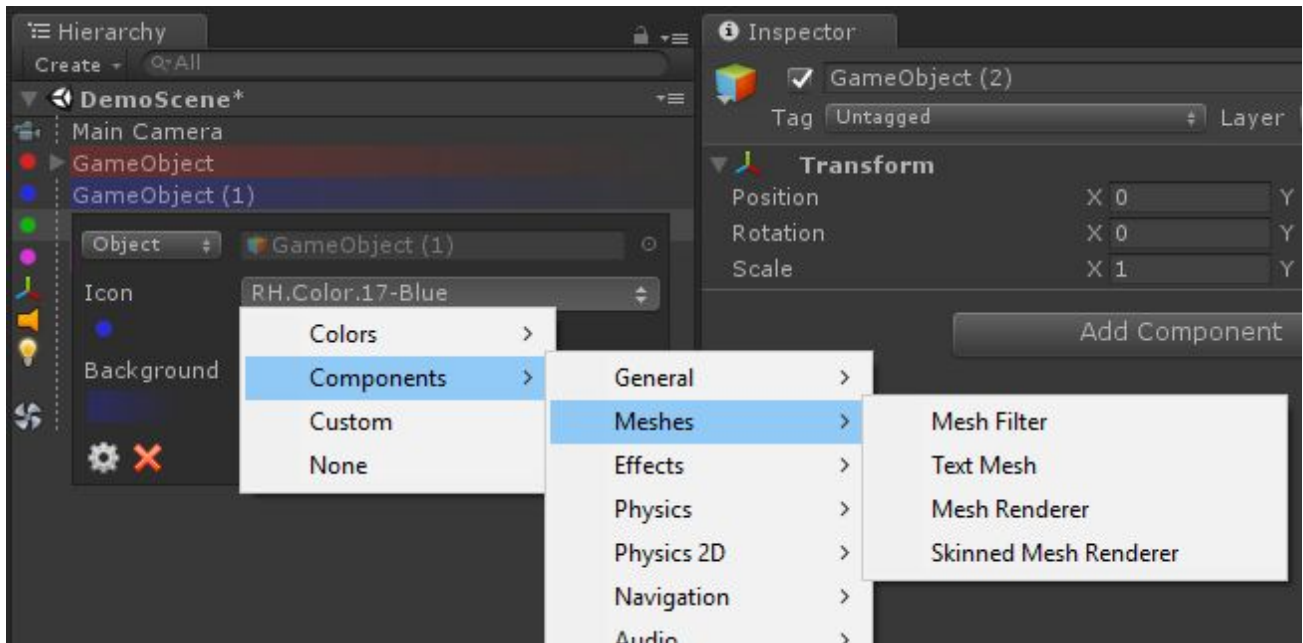 Hierarchy
Create
All
DemoScene*
Main Camera
GameObject
GameObject (1)
Object
GameObject (1)
Icon
RH.Color.17-Blue
Background
Colors
Components
Custom
None
General
Meshes
Effects
Physics
Physics 2D
Navigation
Audio
Mesh Filter
Text Mesh
Mesh Renderer
Skinned Mesh Renderer
Inspector
GameObject (2)
Tag Untagged Layer
Transform
Position X 0 Y
Rotation X 0 Y
Scale X 1 Y
Add Component